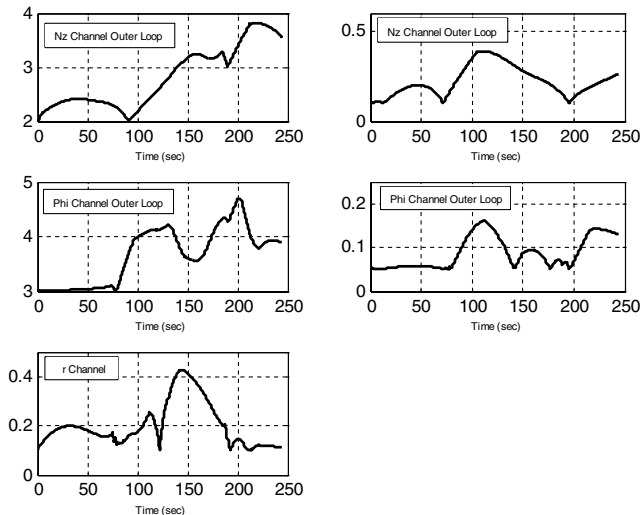 4
3
2
Nz Channel Outer Loop
0 50 100 150 200 250
Time (sec)
0.5
0
Nz Channel Outer Loop
0 50 100 150 200 250
Time (sec)
5
4
3
Phi Channel Outer Loop
0 50 100 150 200 250
Time (sec)
0.2
0.1
0
Phi Channel Outer Loop
0 50 100 150 200 250
Time (sec)
0.4
0.2
0
r Channel
0 50 100 150 200 250
Time (sec)